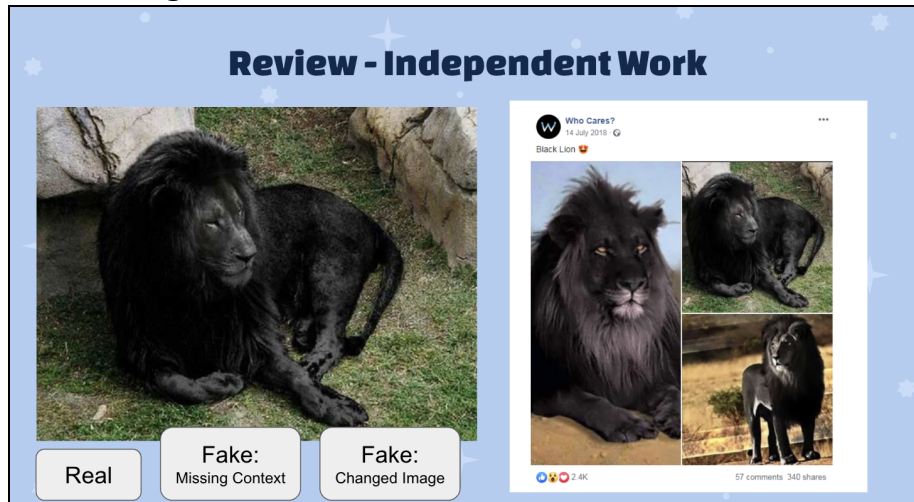 Review - Independent Work
Who Cares?
14 July 2018
Black Lion
2.4K
57 comments 340 shares
Real
Fake:
Missing Context
Fake:
Changed Image